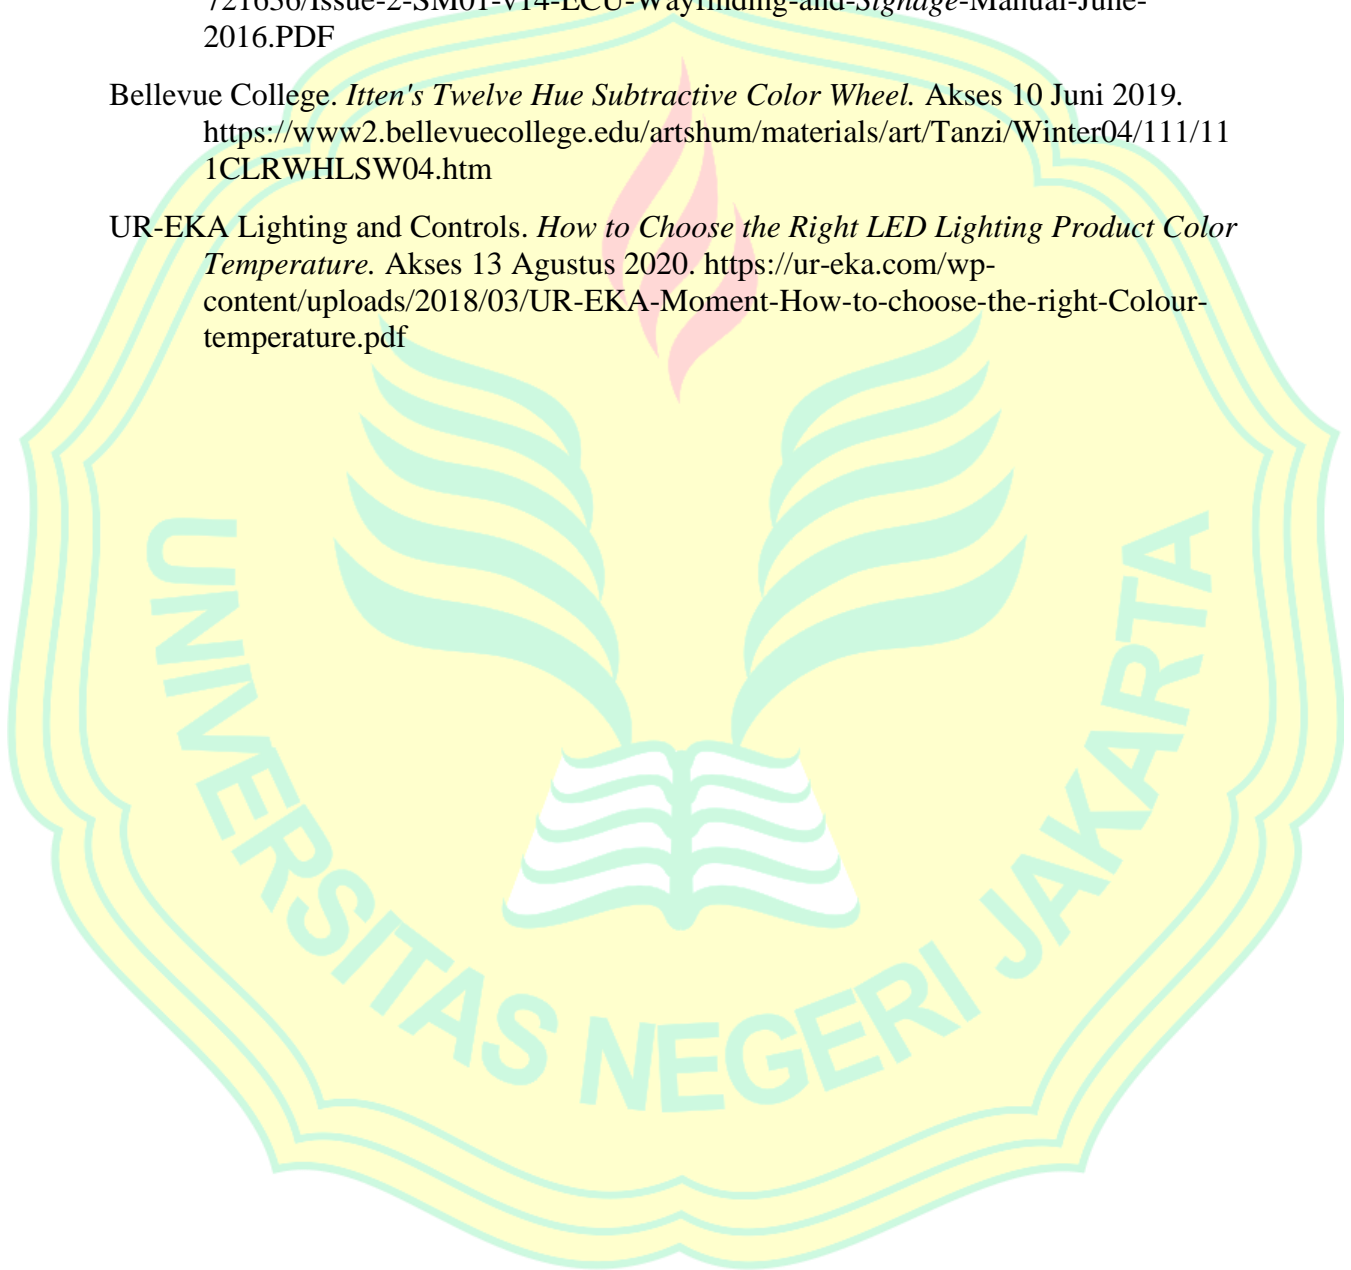 721636/Issue-2-SM01-v14-ECU-Wayfinding-and-Signage-Manual-June-
2016.PDF
Bellevue College. Itten's Twelve Hue Subtractive Color Wheel. Akses 10 Juni 2019.
https://www2.bellevuecollege.edu/artshum/materials/art/Tanzi/Winter04/111/11
1CLRWHLSW04.htm
UR-EKA Lighting and Controls. How to Choose the Right LED Lighting Product Color
Temperature. Akses 13 Agustus 2020. https://ur-eka.com/wp-
content/uploads/2018/03/UR-EKA-Moment-How-to-choose-the-right-Colour-
temperature.pdf
UNIVERSITAS NEGERI JAKARTA